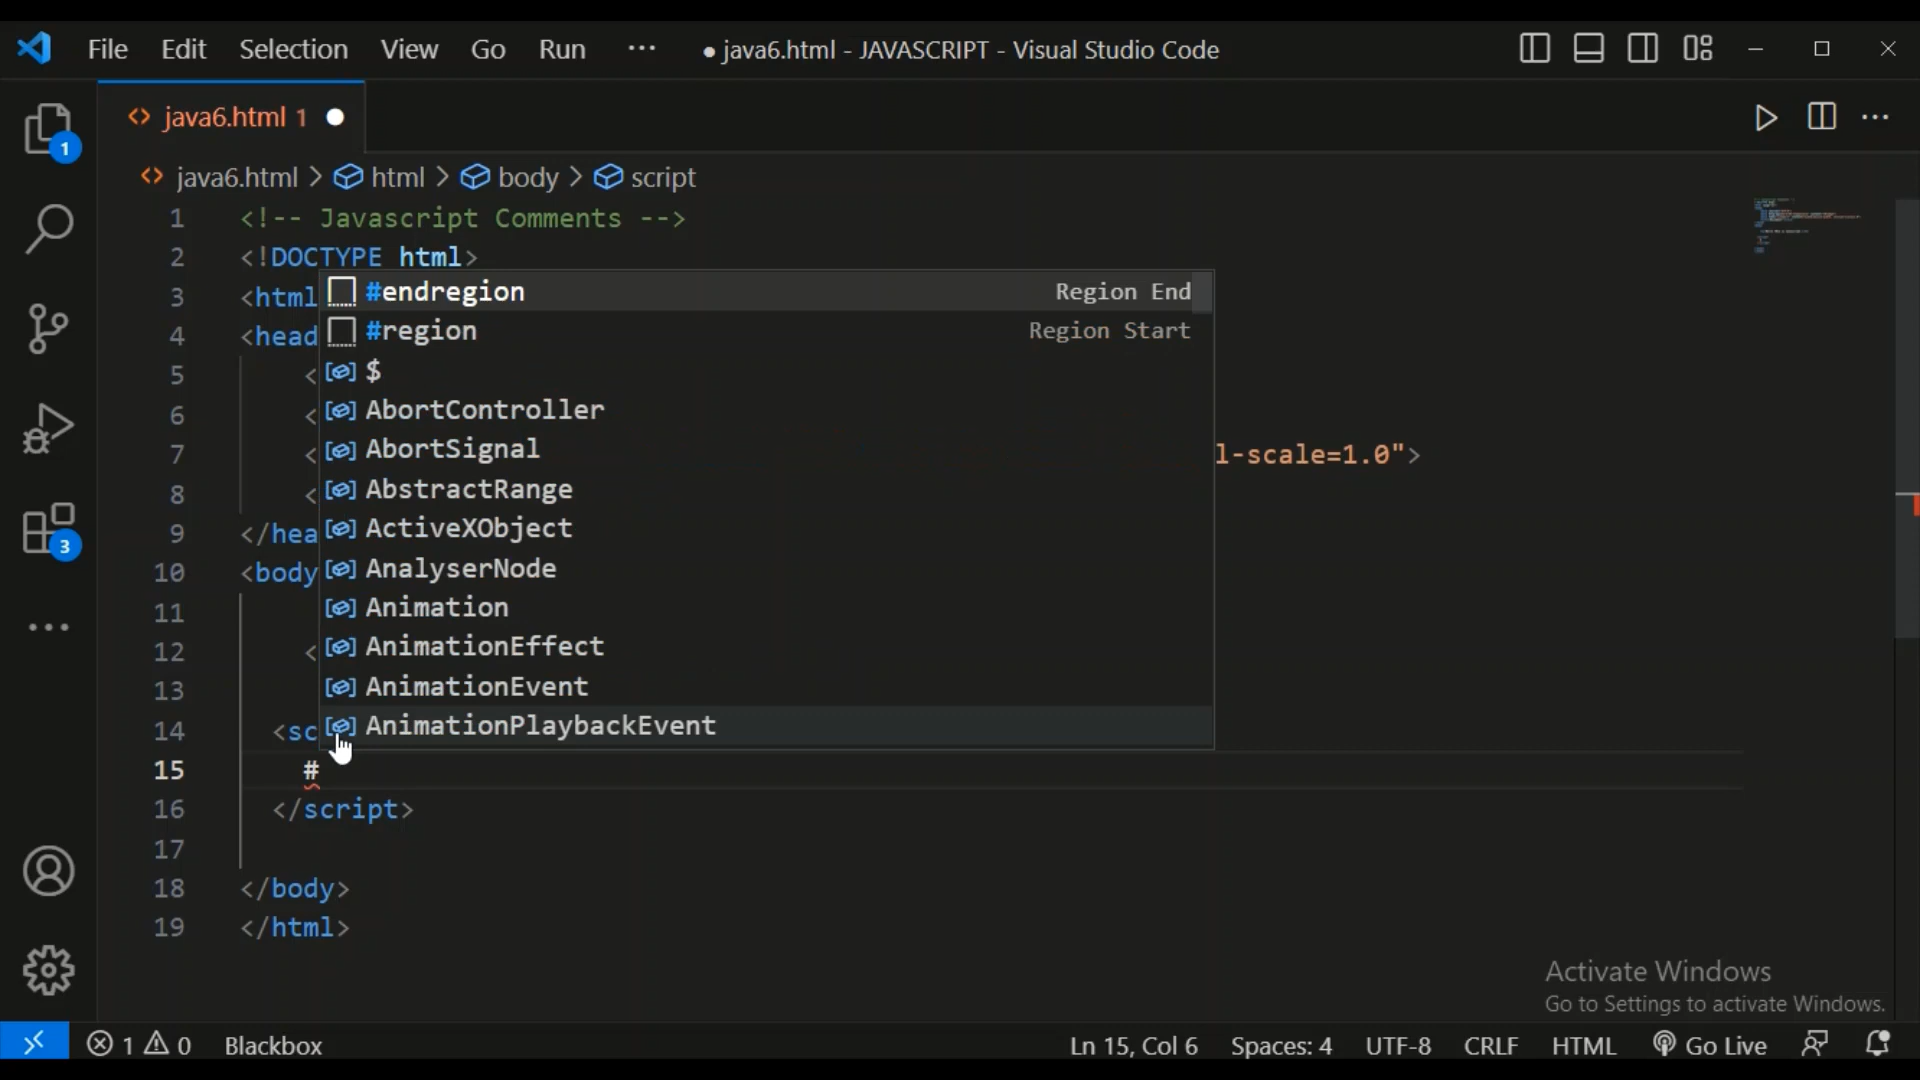 File Edit Selection View Go Run ··· ● java6.html - JAVASCRIPT - Visual Studio Code
<> java6.html 1 ●
<> java6.html > html > body > script
1 <!-- Javascript Comments -->
2 <!DOCTYPE html>
3 <html
#endregion Region End
#region Region Start
4 <head
5 <
$
6 <
AbortController
7 <
AbortSignal
l-scale=1.0">
8 <
AbstractRange
9 </hea
ActiveXObject
10 <body
AnalyserNode
11
Animation
12 <
AnimationEffect
13
AnimationEvent
14 <sc
AnimationPlaybackEvent
15 #
16 </script>
17
18 </body>
19 </html>
1
3
Activate Windows
Go to Settings to activate Windows.
1 0 Blackbox Ln 15, Col 6 Spaces: 4 UTF-8 CRLF HTML Go Live